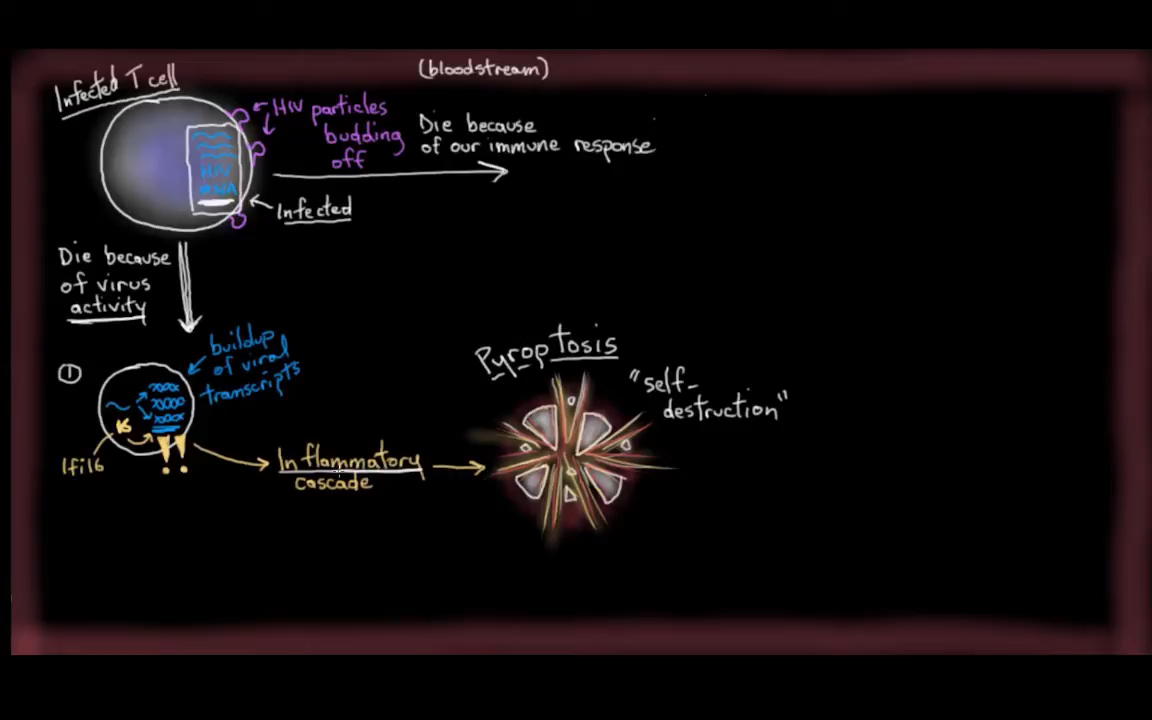 (bloodstream)
Infected T cell
HIV particles
budding
off
HIV
RNA
Infected
Die because
of our immune response
Die because
of virus
activity
①
buildup
of viral
transcripts
Ifi16
!!
Inflammatory
cascade
Pyroptosis
"self-
destruction"